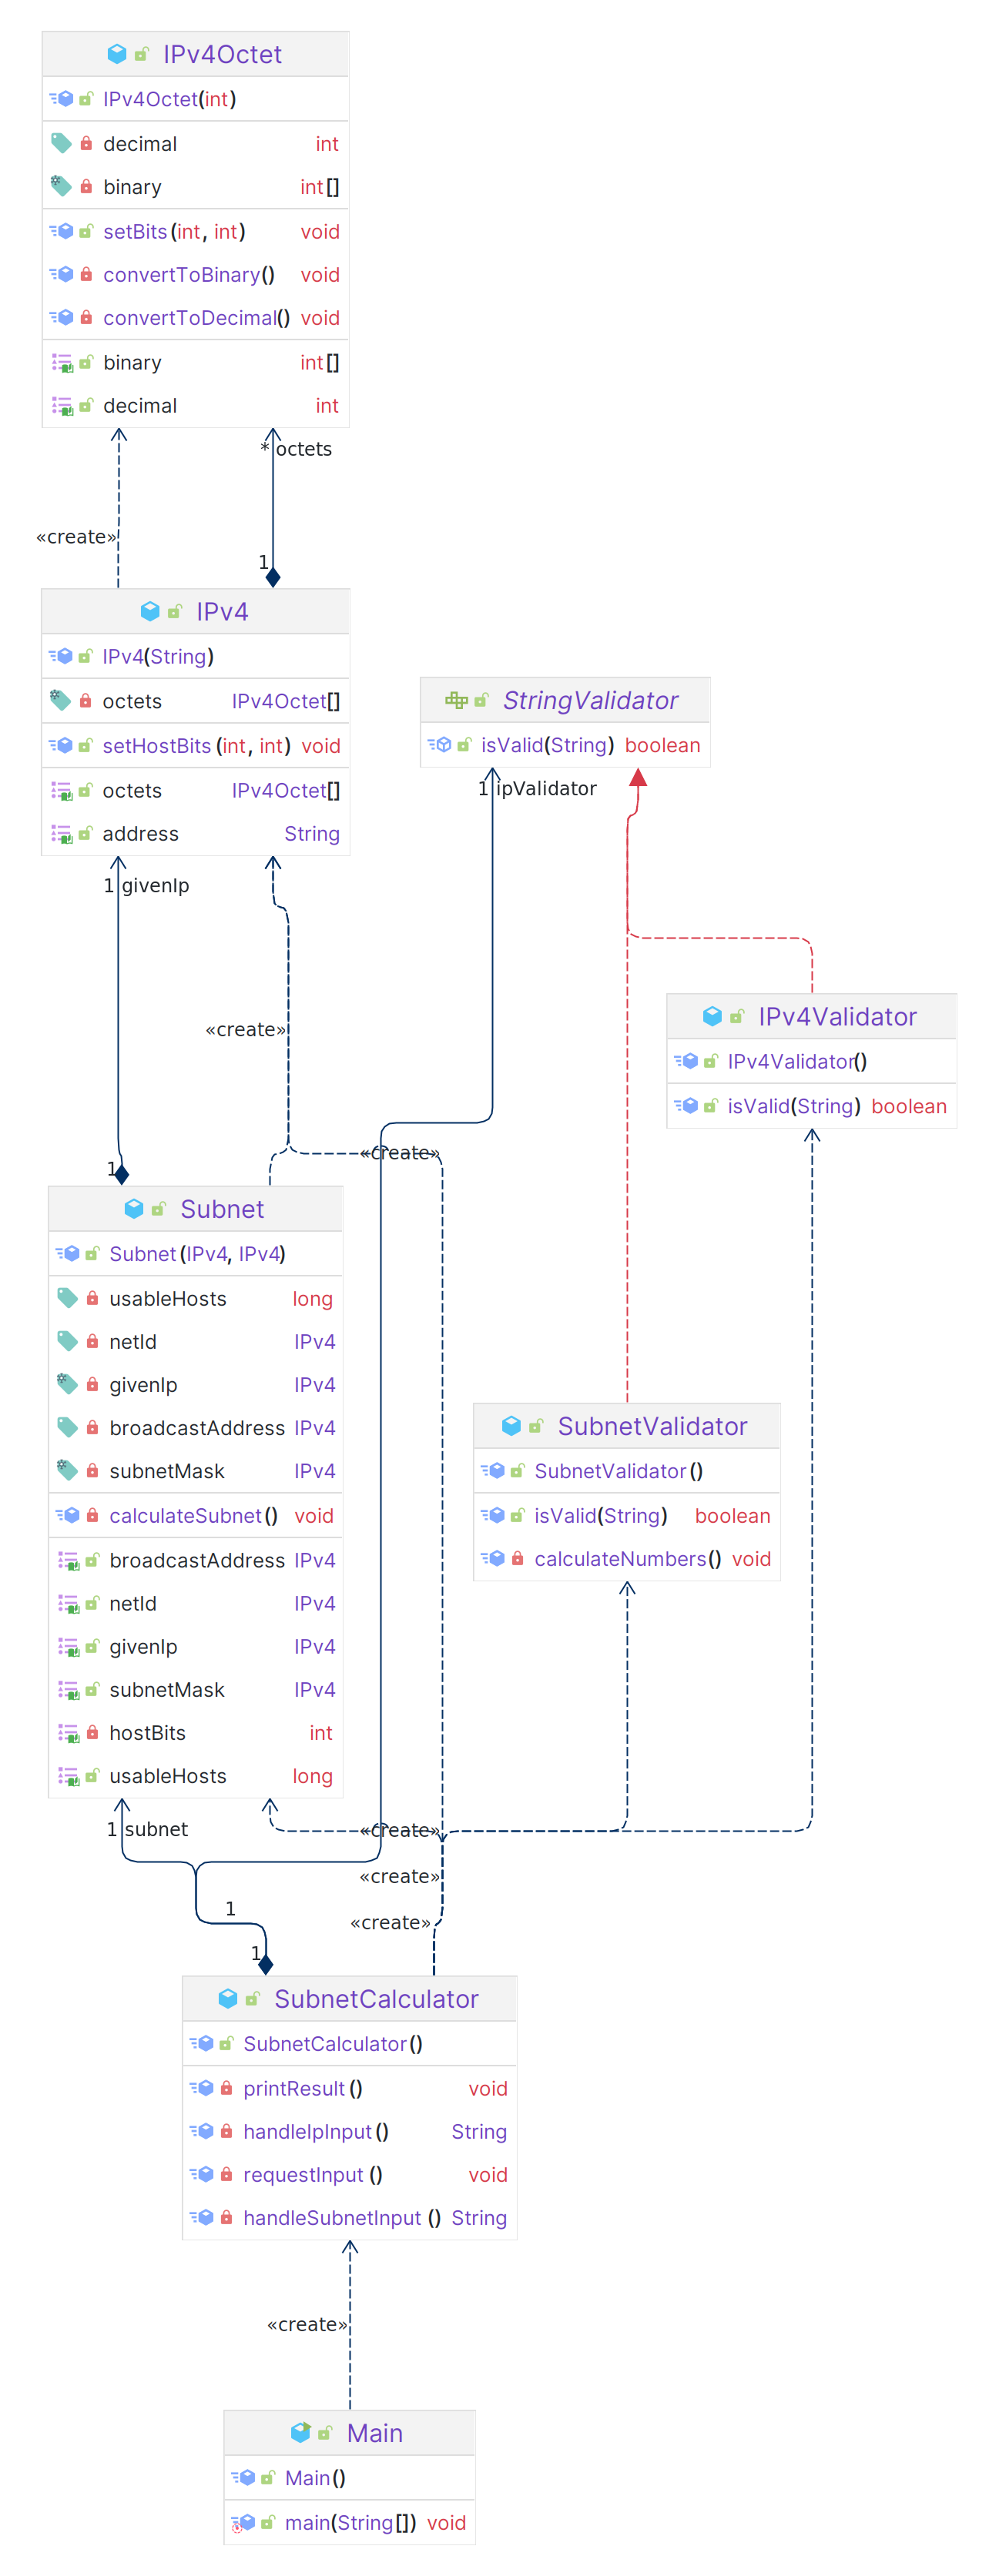 IPv4Octet
IPv4Octet(int)
decimal int
binary int[]
setBits(int, int) void
convertToBinary() void
convertToDecimal() void
binary int[]
decimal int
* octets
«create»
1
IPv4
IPv4(String)
octets IPv4Octet[]
setHostBits(int, int) void
octets IPv4Octet[]
address String
StringValidator
isValid(String) boolean
1 ipValidator
1 givenIp
«create»
IPv4Validator
IPv4Validator()
isValid(String) boolean
«create»
1
Subnet
Subnet(IPv4, IPv4)
usableHosts long
netId IPv4
givenIp IPv4
broadcastAddress IPv4
subnetMask IPv4
calculateSubnet() void
broadcastAddress IPv4
netId IPv4
givenIp IPv4
subnetMask IPv4
hostBits int
usableHosts long
SubnetValidator
SubnetValidator()
isValid(String) boolean
calculateNumbers() void
1 subnet
«create»
«create»
1
«create»
1
SubnetCalculator
SubnetCalculator()
printResult() void
handleIpInput() String
requestInput() void
handleSubnetInput() String
«create»
Main
Main()
main(String[]) void